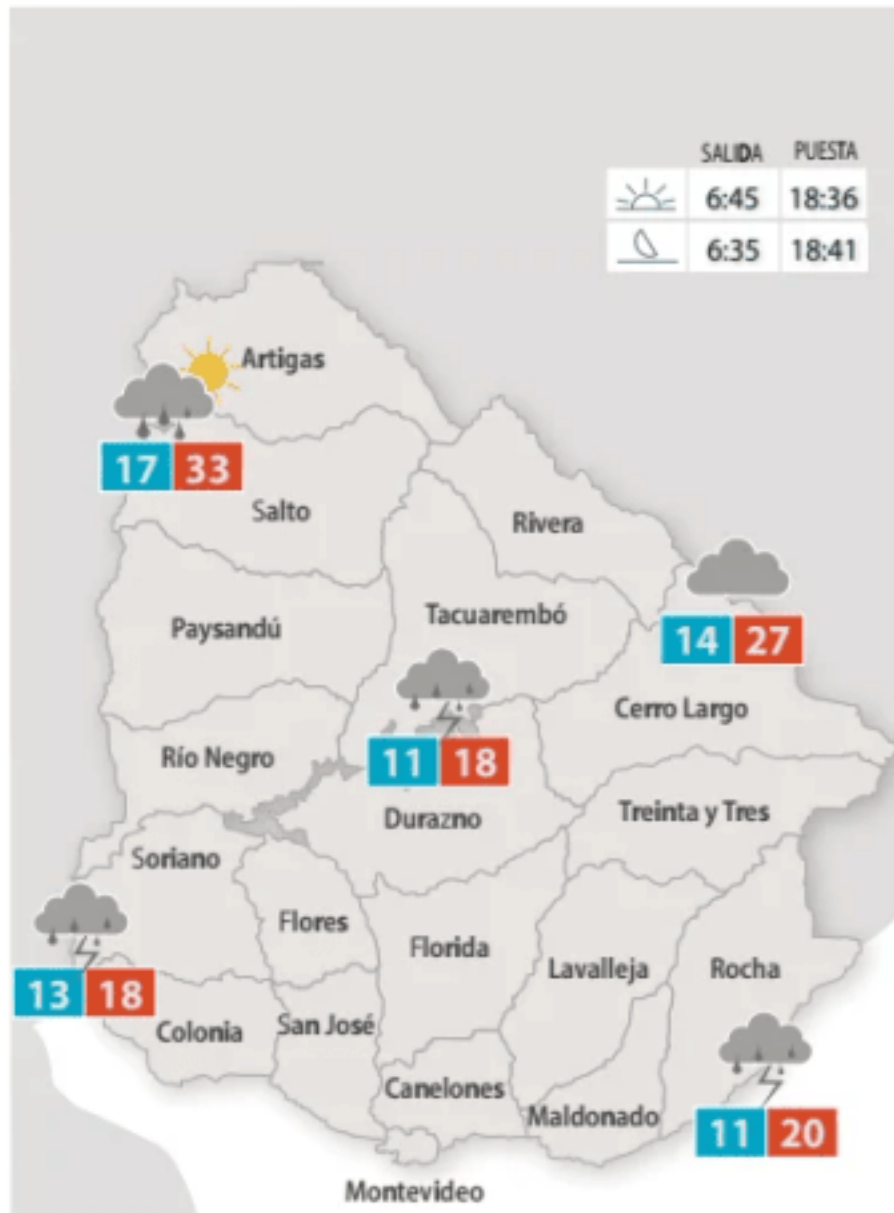 SALIDA PUESTA
6:45 18:36
6:35 18:41
Artigas
17 33
Salto
Rivera
Paysandú
Tacuarembó
14 27
Cerro Largo
Río Negro
11 18
Durazno
Treinta y Tres
Soriano
Flores
Florida
Lavalleja
Rocha
13 18
Colonia
San José
Canelones
Maldonado
11 20
Montevideo